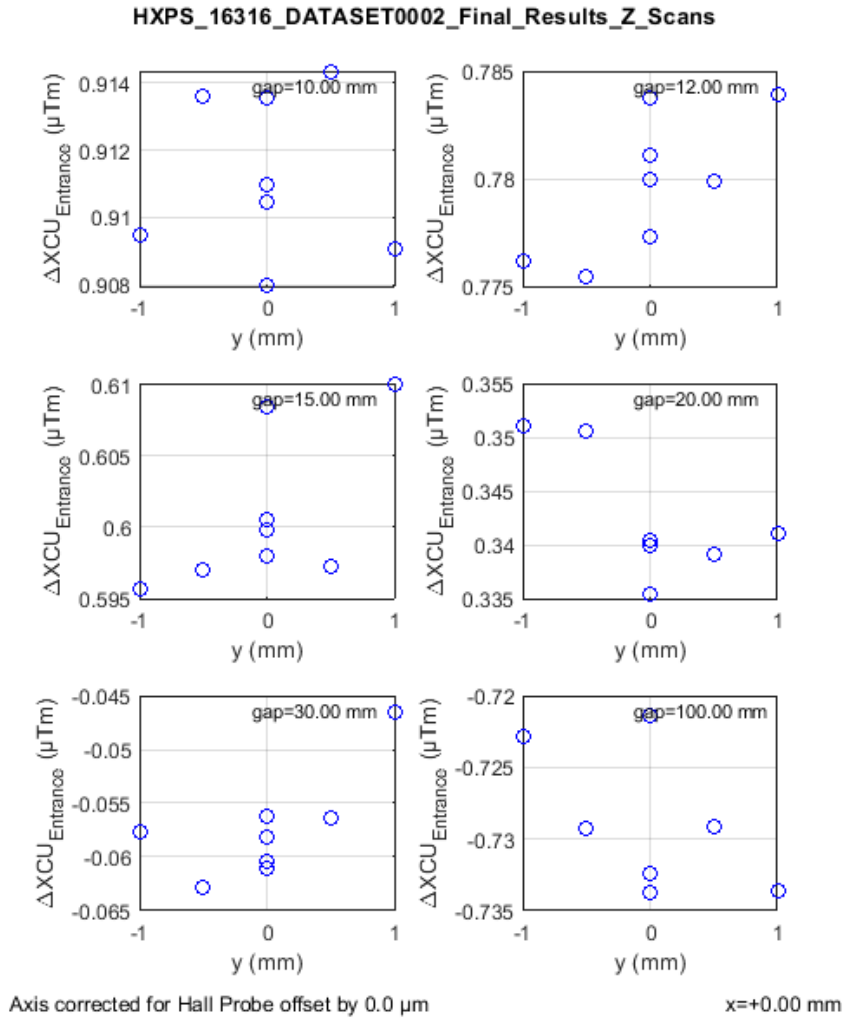 HXPS_16316_DATASET0002_Final_Results_Z_Scans
0.914
0.912
0.91
0.908
ΔXCU_Entrance (µTm)
gap=10.00 mm
-1
0
1
y (mm)
0.785
0.78
0.775
ΔXCU_Entrance (µTm)
gap=12.00 mm
-1
0
1
y (mm)
0.61
0.605
0.6
0.595
ΔXCU_Entrance (µTm)
gap=15.00 mm
-1
0
1
y (mm)
0.355
0.35
0.345
0.34
0.335
ΔXCU_Entrance (µTm)
gap=20.00 mm
-1
0
1
y (mm)
-0.045
-0.05
-0.055
-0.06
-0.065
ΔXCU_Entrance (µTm)
gap=30.00 mm
-1
0
1
y (mm)
-0.72
-0.725
-0.73
-0.735
ΔXCU_Entrance (µTm)
gap=100.00 mm
-1
0
1
y (mm)
Axis corrected for Hall Probe offset by 0.0 µm
x=+0.00 mm